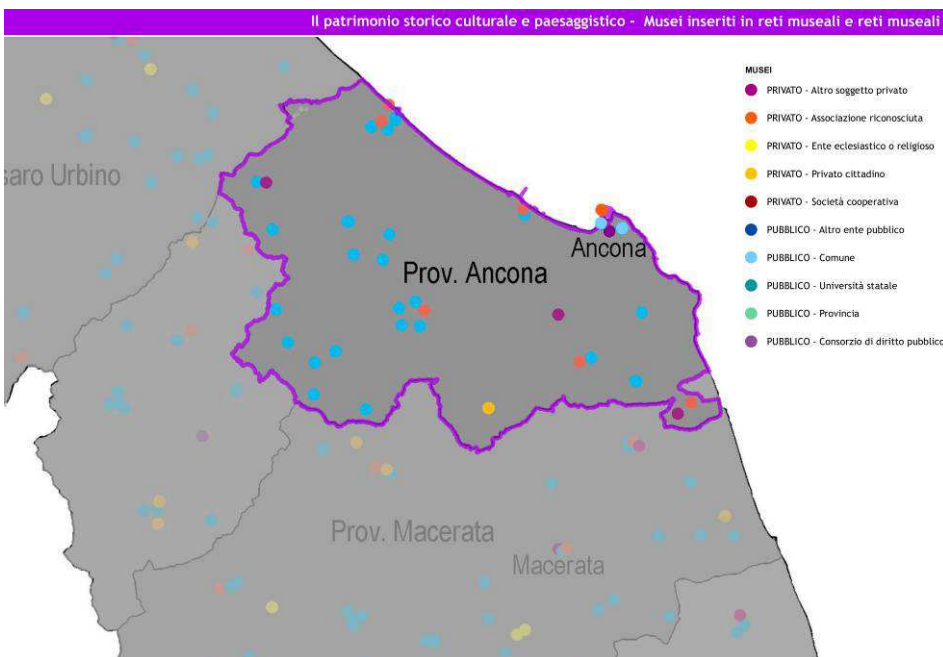 Il patrimonio storico culturale e paesaggistico - Musei inseriti in reti museali e reti museali
MUSEI
PRIVATO - Altro soggetto privato
PRIVATO - Associazione riconosciuta
PRIVATO - Ente eclesiastico o religioso
PRIVATO - Privato cittadino
PRIVATO - Società cooperativa
PUBBLICO - Altro ente pubblico
PUBBLICO - Comune
PUBBLICO - Università statale
PUBBLICO - Provincia
PUBBLICO - Consorzio di diritto pubblico
saro Urbino
Ancona
Prov. Ancona
Prov. Macerata
Macerata